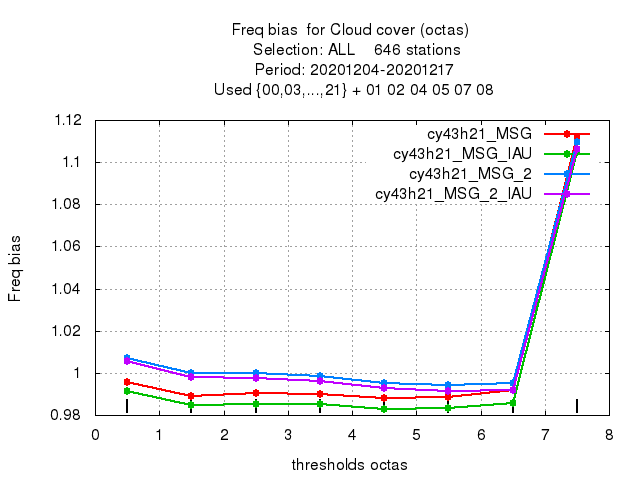 Freq bias  for Cloud cover (octas)
Selection: ALL    646 stations
Period: 20201204-20201217
Used {00,03,...,21} + 01 02 04 05 07 08
cy43h21_MSG
cy43h21_MSG_IAU
cy43h21_MSG_2
cy43h21_MSG_2_IAU
1.12
1.1
1.08
1.06
1.04
1.02
1
0.98
Freq bias
0 1 2 3 4 5 6 7 8
thresholds octas